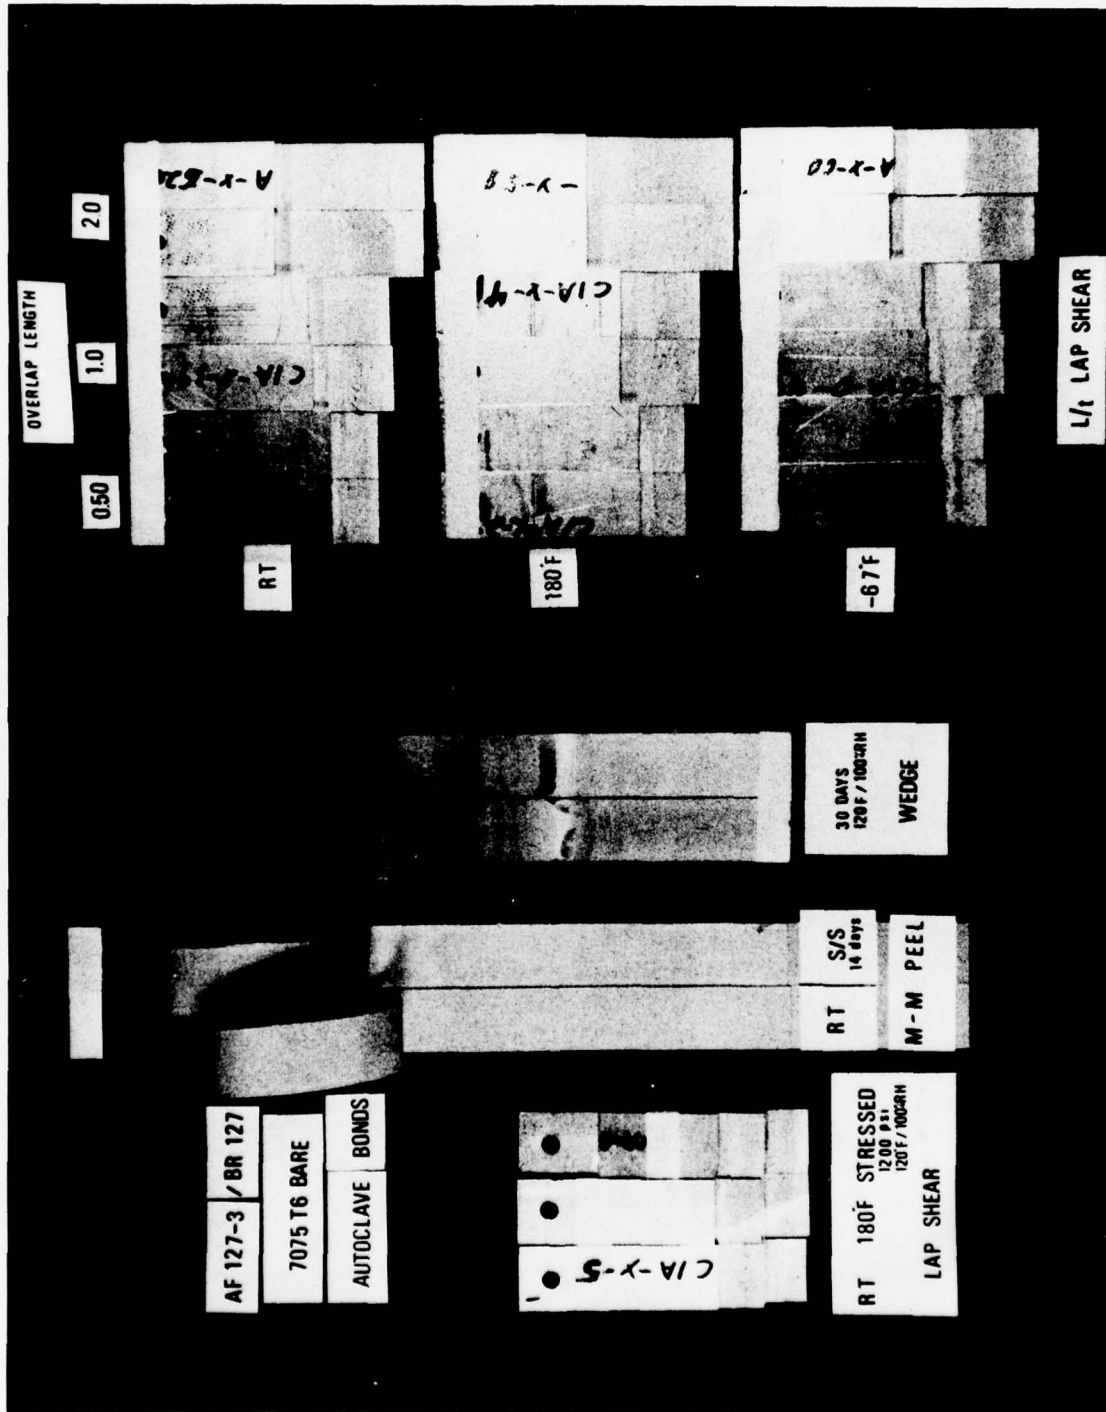 AF 127-3 / BR 127
7075 T6 BARE
AUTOCLAVE BONDS
CIA-X-5
RT 180°F STRESSED
1200 psi
120°F/100%RH
LAP SHEAR
RT S/S
14 days
M-M PEEL
30 DAYS
120F/100%RH
WEDGE
OVERLAP LENGTH
0.50 1.0 2.0
RT
180°F
CIA-X-41
-67°F
A-X-60
L/t LAP SHEAR